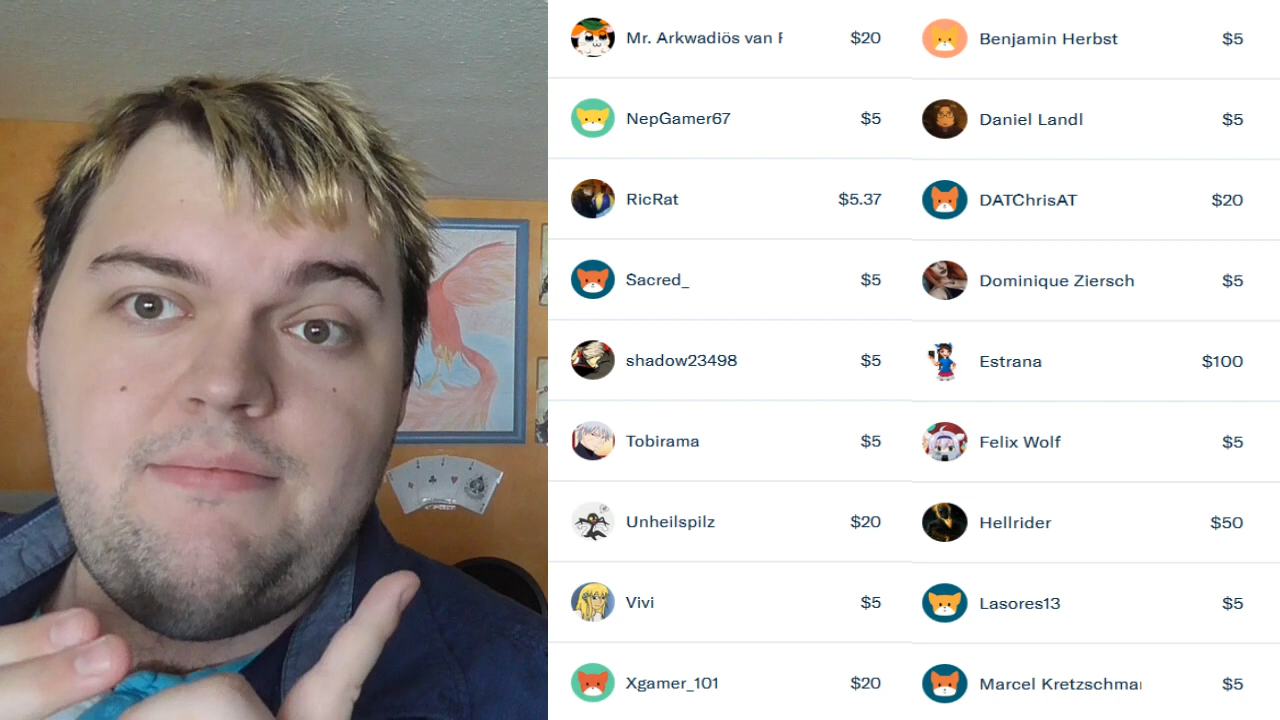 Mr. Arkwadiös van $20
NepGamer67 $5
RicRat $5.37
Sacred_ $5
shadow23498 $5
Tobirama $5
Unheilspilz $20
Vivi $5
Xgamer_101 $20
Benjamin Herbst $5
Daniel Landl $5
DATChrisAT $20
Dominique Ziersch $5
Estrana $100
Felix Wolf $5
Hellrider $50
Lasores13 $5
Marcel Kretzschmar $5